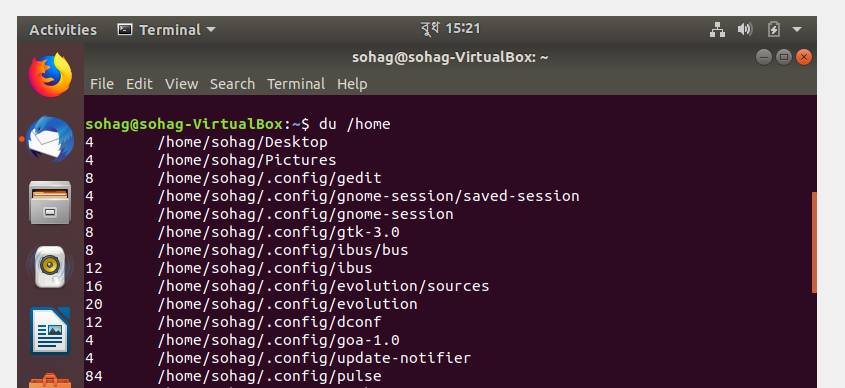 Activities Terminal বুধ 15:21
sohag@sohag-VirtualBox: ~
File Edit View Search Terminal Help
sohag@sohag-VirtualBox:~$ du /home
4 /home/sohag/Desktop
4 /home/sohag/Pictures
8 /home/sohag/.config/gedit
4 /home/sohag/.config/gnome-session/saved-session
8 /home/sohag/.config/gnome-session
8 /home/sohag/.config/gtk-3.0
8 /home/sohag/.config/ibus/bus
12 /home/sohag/.config/ibus
16 /home/sohag/.config/evolution/sources
20 /home/sohag/.config/evolution
12 /home/sohag/.config/dconf
4 /home/sohag/.config/goa-1.0
4 /home/sohag/.config/update-notifier
84 /home/sohag/.config/pulse